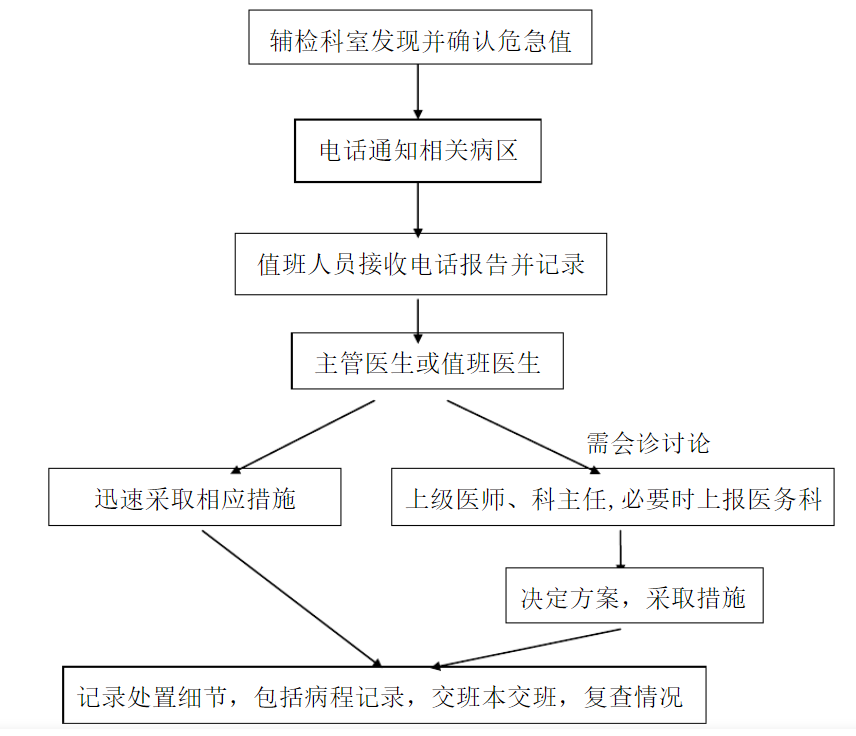 辅检科室发现并确认危急值
电话通知相关病区
值班人员接收电话报告并记录
主管医生或值班医生
需会诊讨论
迅速采取相应措施
上级医师、科主任,必要时上报医务科
决定方案，采取措施
记录处置细节，包括病程记录，交班本交班，复查情况